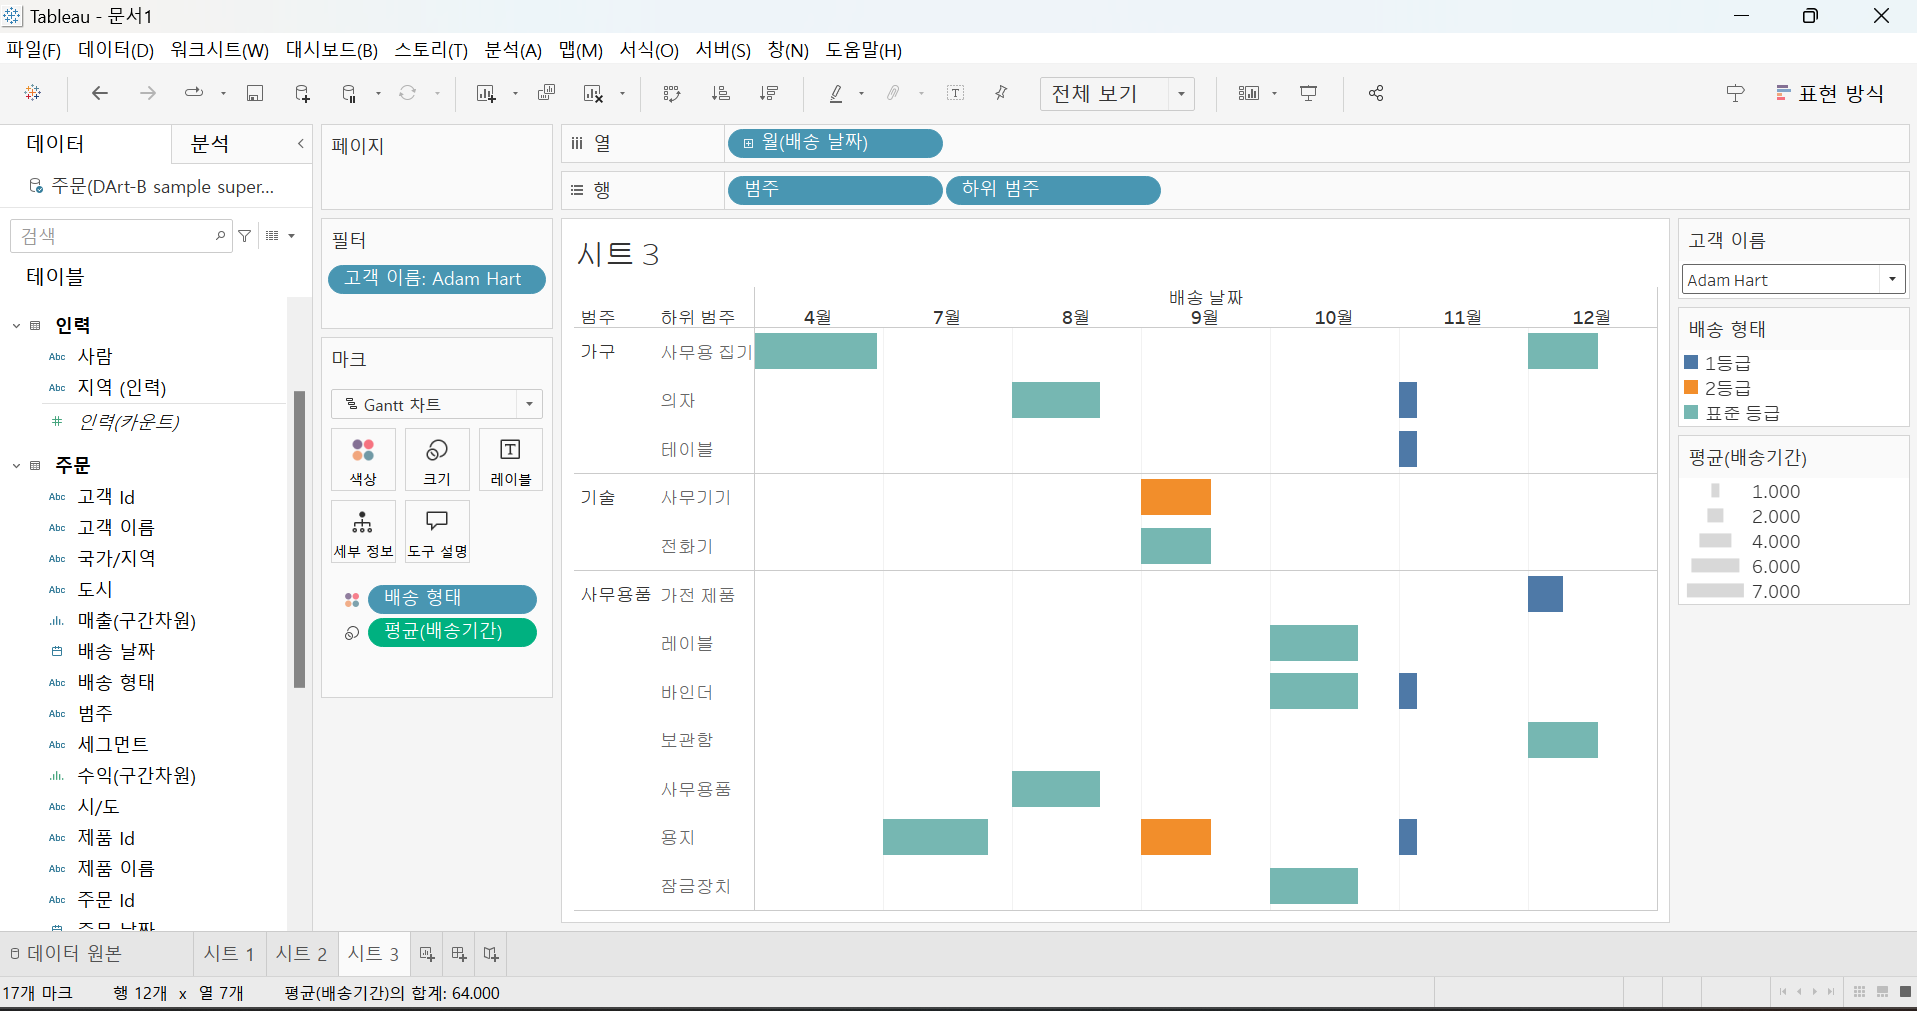 Tableau - 문서1
파일(F) 데이터(D) 워크시트(W) 대시보드(B) 스토리(T) 분석(A) 맵(M) 서식(O) 서버(S) 창(N) 도움말(H)
전체 보기
표현 방식
데이터
분석
주문(DArt-B sample super...
검색
테이블
인력
Abc 사람
Abc 지역 (인력)
# 인력(카운트)
주문
Abc 고객 Id
Abc 고객 이름
Abc 국가/지역
Abc 도시
매출(구간차원)
배송 날짜
Abc 배송 형태
Abc 범주
Abc 세그먼트
수익(구간차원)
Abc 시/도
Abc 제품 Id
Abc 제품 이름
Abc 주문 Id
주문 날짜
페이지
필터
고객 이름: Adam Hart
마크
Gantt 차트
색상
크기
레이블
세부 정보
도구 설명
배송 형태
평균(배송기간)
열
월(배송 날짜)
행
범주
하위 범주
시트 3
배송 날짜
범주 하위 범주 4월 7월 8월 9월 10월 11월 12월
가구 사무용 집기
의자
테이블
기술 사무기기
전화기
사무용품 가전 제품
레이블
바인더
보관함
사무용품
용지
잠금장치
고객 이름
Adam Hart
배송 형태
1등급
2등급
표준 등급
평균(배송기간)
1.000
2.000
4.000
6.000
7.000
데이터 원본
시트 1
시트 2
시트 3
17개 마크 행 12개 x 열 7개 평균(배송기간)의 합계: 64.000